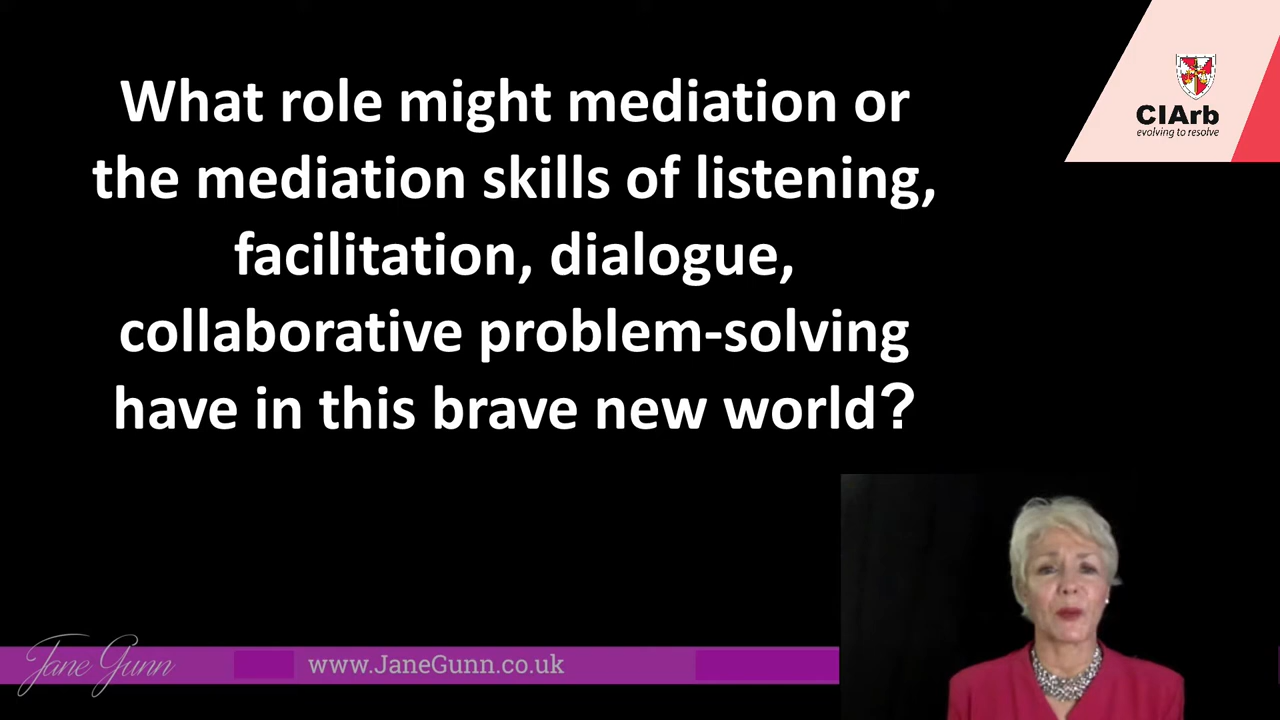 What role might mediation or
the mediation skills of listening,
facilitation, dialogue,
collaborative problem-solving
have in this brave new world?
CIArb
evolving to resolve
Jane Gunn
www.JaneGunn.co.uk